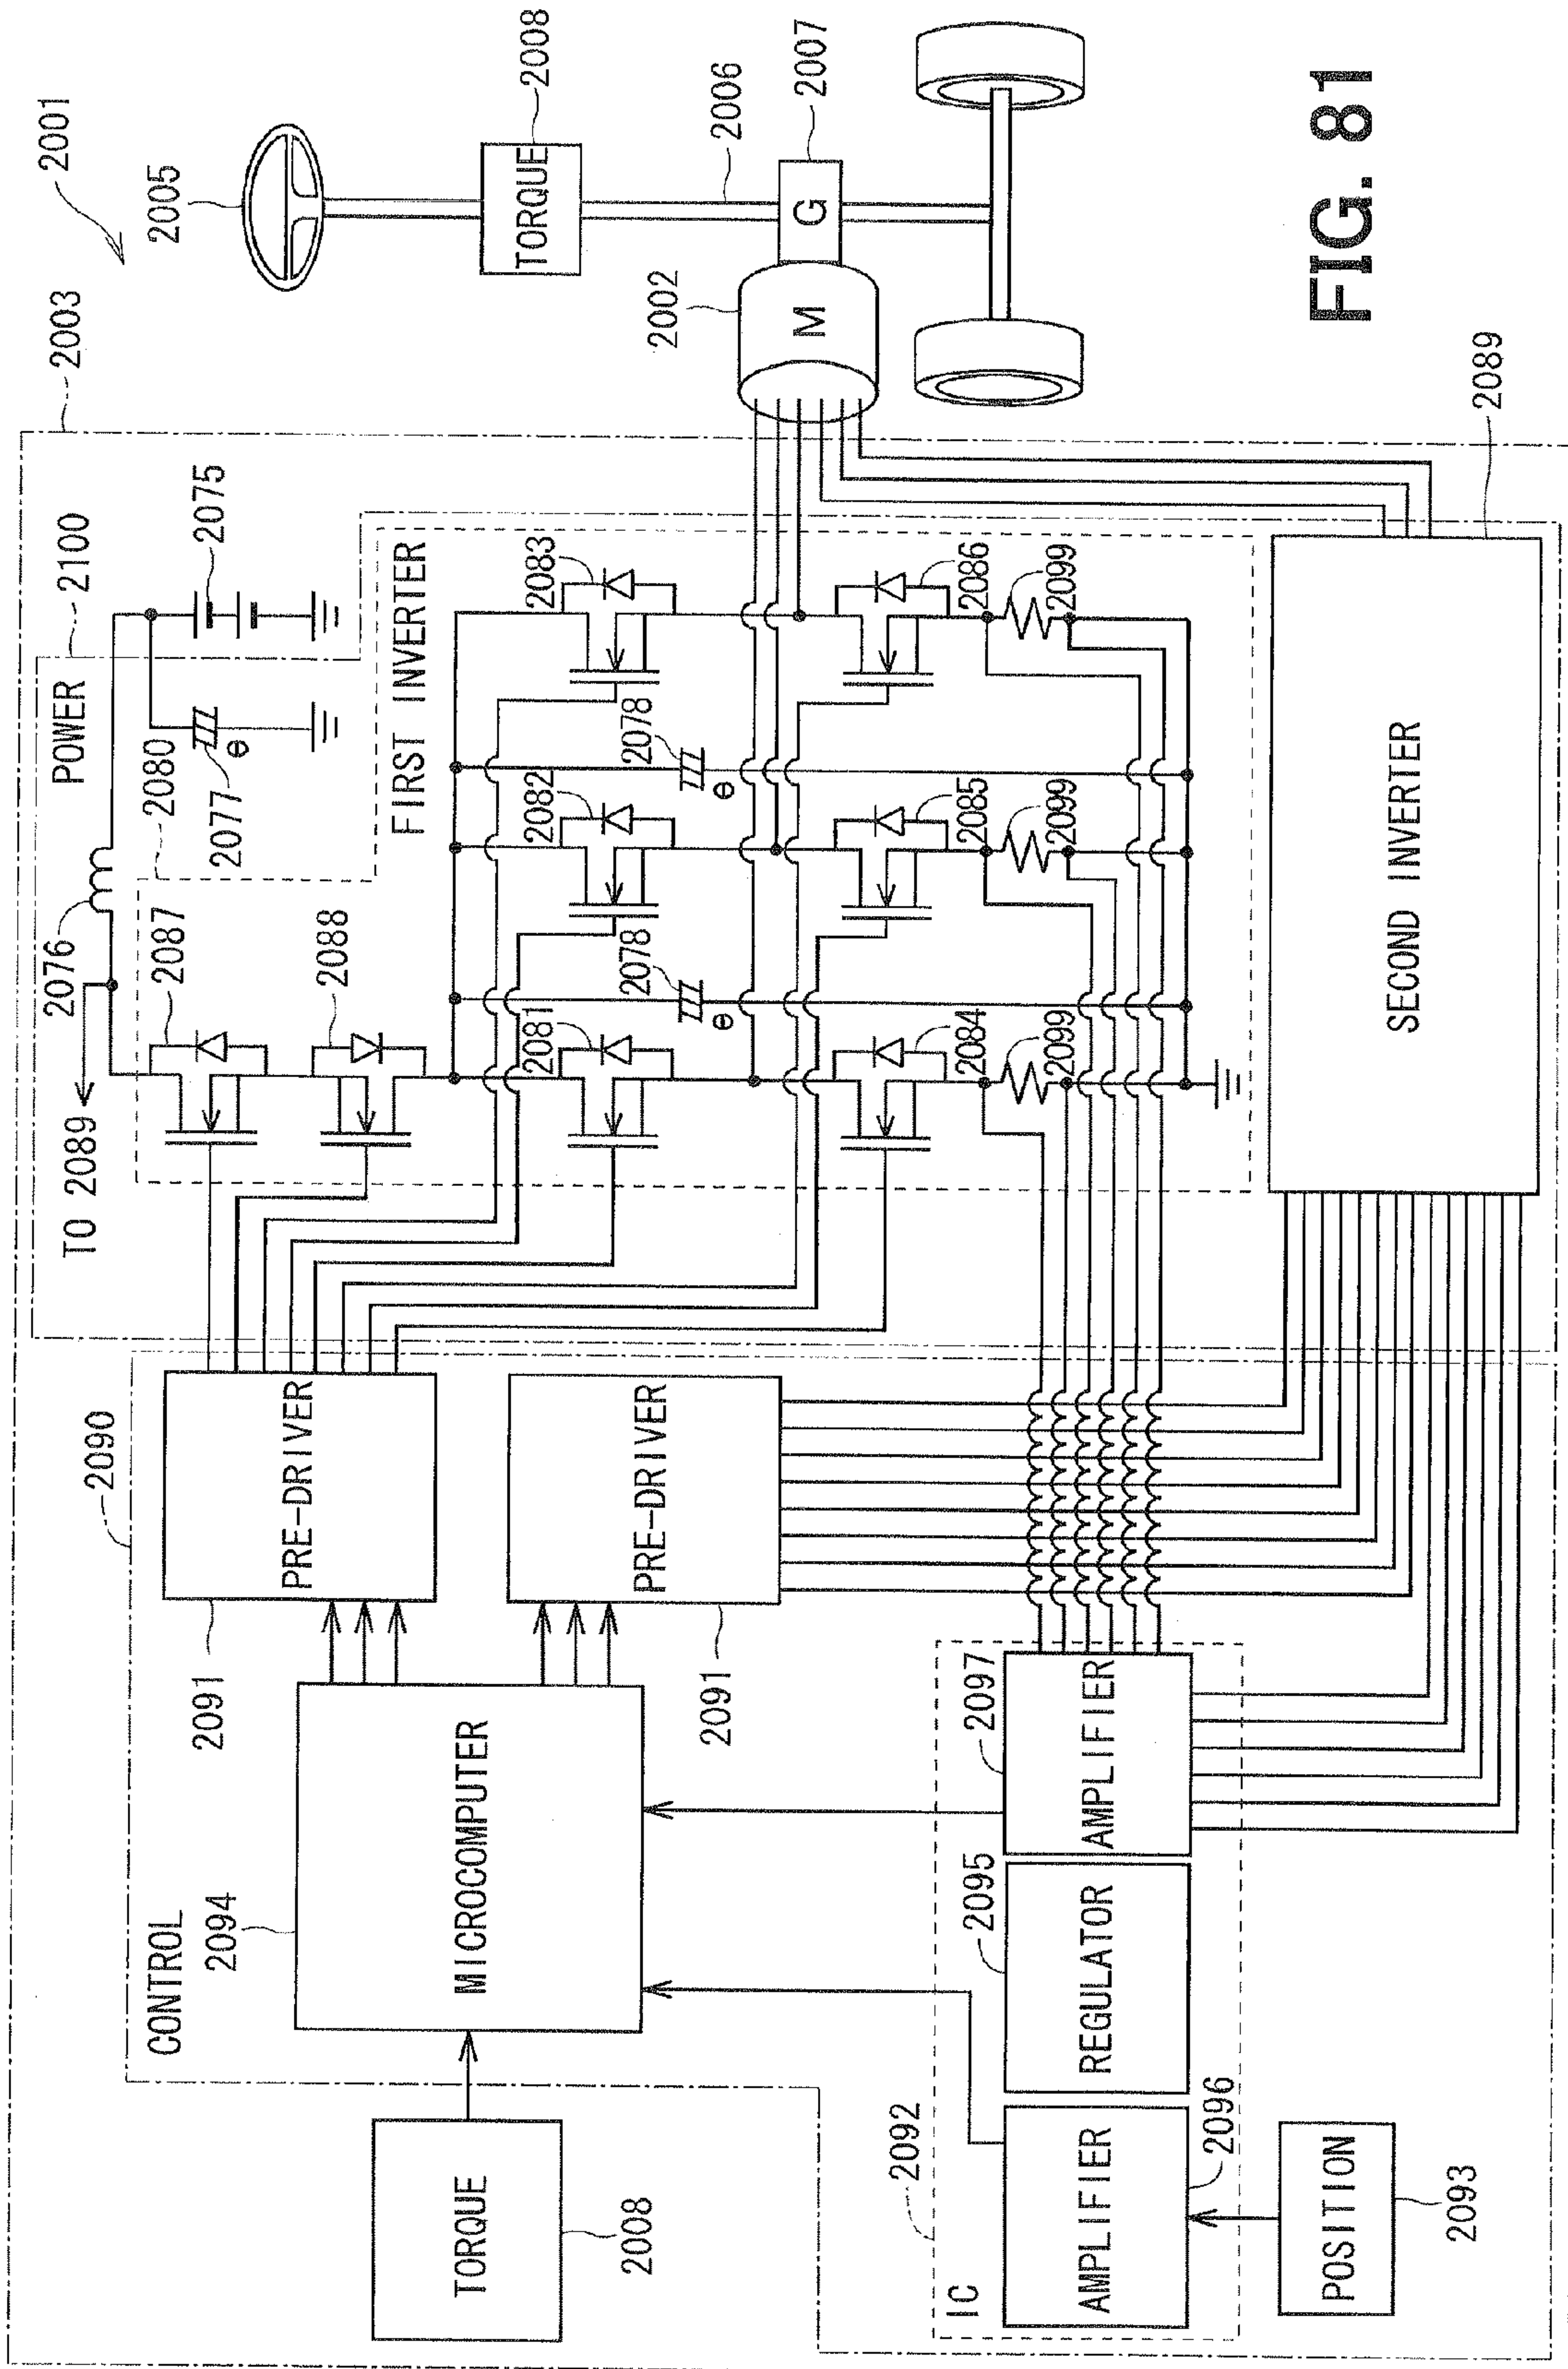 FIG. 81
2001
2003
2005
2008
TORQUE
2006
2007
G
2002
M
2100
POWER
2075
2077
⊖
2076
TO 2089
2080
2087
2088
FIRST INVERTER
2083
2082
2081
2078
⊖
2078
⊖
2086
2085
2084
2099
2099
2099
2089
SECOND INVERTER
2090
CONTROL
PRE-DRIVER
2091
PRE-DRIVER
2091
2094
MICROCOMPUTER
TORQUE
2008
2092
IC
2097
AMPLIFIER
2095
REGULATOR
AMPLIFIER
2096
POSITION
2093